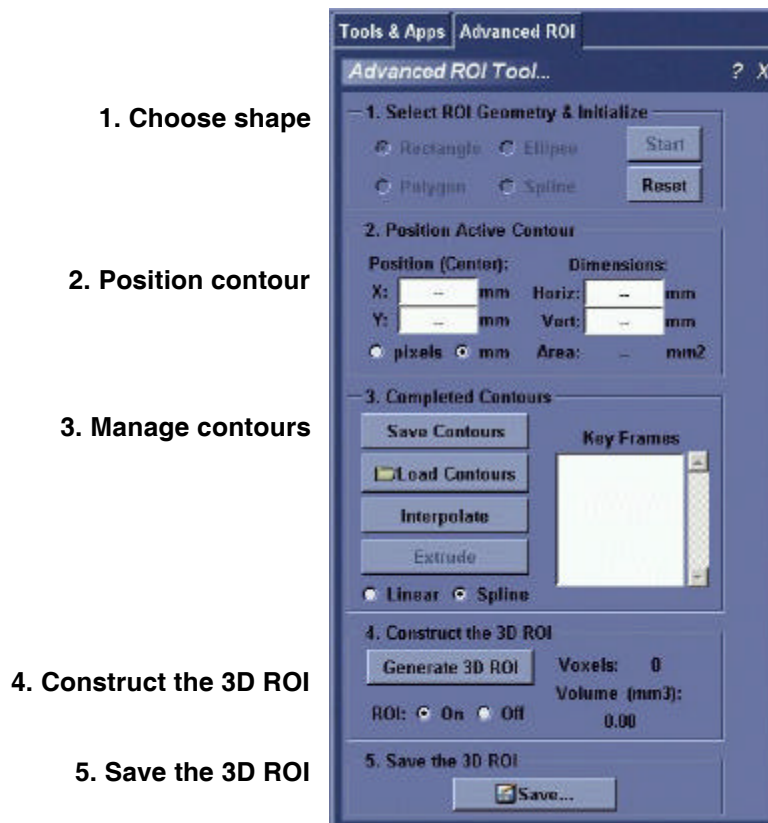 Tools & Apps Advanced ROI
Advanced ROI Tool... ? X
1. Choose shape
1. Select ROI Geometry & Initialize
Rectangle Ellipse Start
Polygon Spline Reset
2. Position Active Contour
2. Position contour
Position (Center): Dimensions:
X: -- mm Horiz: -- mm
Y: -- mm Vert: -- mm
pixels mm Area: -- mm2
3. Completed Contours
3. Manage contours
Save Contours Key Frames
Load Contours
Interpolate
Extrude
Linear Spline
4. Construct the 3D ROI
4. Construct the 3D ROI
Generate 3D ROI Voxels: 0
Volume (mm3):
ROI: On Off 0.00
5. Save the 3D ROI
5. Save the 3D ROI
Save...